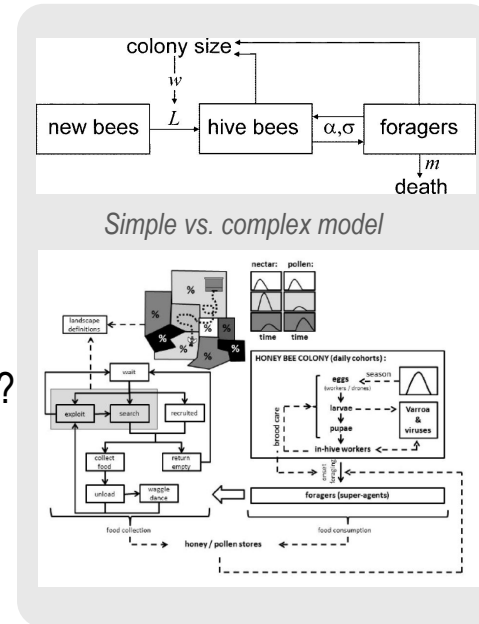 colony size
w
L
new bees
hive bees
α,σ
foragers
m
death
Simple vs. complex model
?
nectar: pollen:
% % % % % % %
time time
landscape definitions
wait
exploit
search
recruited
collect food
return empty
unload
waggle dance
food collection
HONEY BEE COLONY (daily cohorts) :
eggs
(workers / drones)
season
larvae
pupae
in-hive workers
Varroa & viruses
brood care
onset foraging
foragers (super-agents)
food consumption
honey / pollen stores